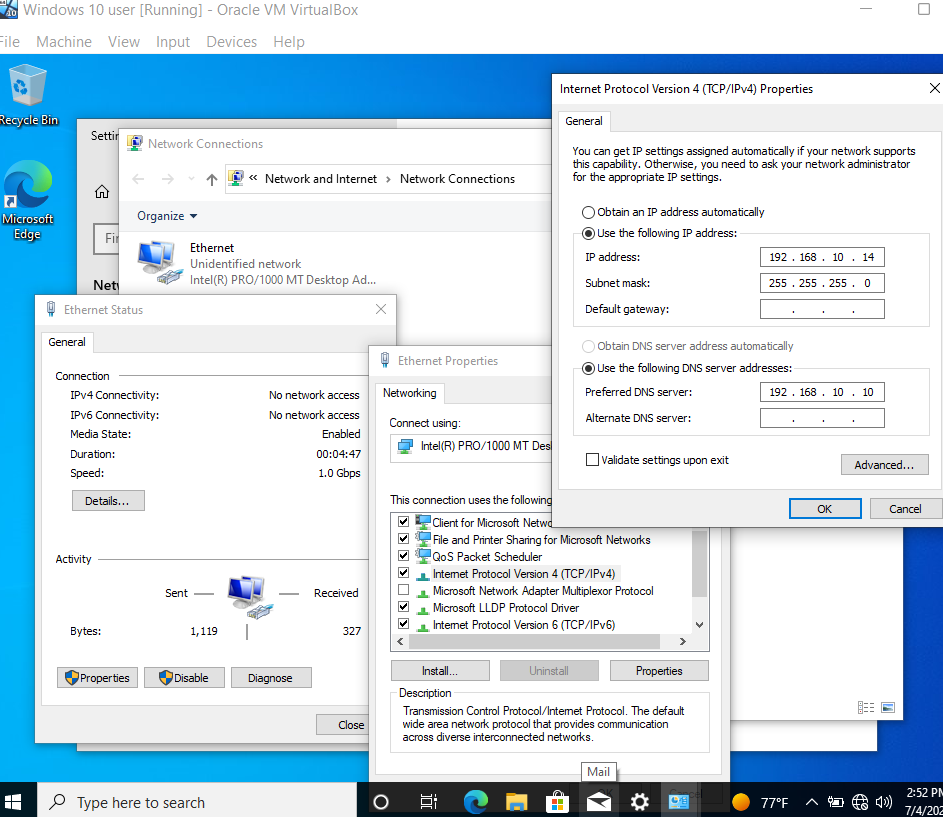 Windows 10 user [Running] - Oracle VM VirtualBox
File Machine View Input Devices Help
Recycle Bin
Microsoft
Edge
Settin
Network Connections
« Network and Internet › Network Connections
Organize
Fin
Netw
Ethernet
Unidentified network
Intel(R) PRO/1000 MT Desktop Ad...
Ethernet Status
General
Connection
IPv4 Connectivity: No network access
IPv6 Connectivity: No network access
Media State: Enabled
Duration: 00:04:47
Speed: 1.0 Gbps
Details...
Activity
Sent Received
Bytes: 1,119 327
Properties Disable Diagnose
Close
Ethernet Properties
Networking
Connect using:
Intel(R) PRO/1000 MT Desk
This connection uses the following
Client for Microsoft Netwo
File and Printer Sharing for Microsoft Networks
QoS Packet Scheduler
Internet Protocol Version 4 (TCP/IPv4)
Microsoft Network Adapter Multiplexor Protocol
Microsoft LLDP Protocol Driver
Internet Protocol Version 6 (TCP/IPv6)
Install... Uninstall Properties
Description
Transmission Control Protocol/Internet Protocol. The default
wide area network protocol that provides communication
across diverse interconnected networks.
Internet Protocol Version 4 (TCP/IPv4) Properties
General
You can get IP settings assigned automatically if your network supports
this capability. Otherwise, you need to ask your network administrator
for the appropriate IP settings.
Obtain an IP address automatically
Use the following IP address:
IP address: 192 . 168 . 10 . 14
Subnet mask: 255 . 255 . 255 . 0
Default gateway: . . .
Obtain DNS server address automatically
Use the following DNS server addresses:
Preferred DNS server: 192 . 168 . 10 . 10
Alternate DNS server: . . .
Validate settings upon exit
Advanced...
OK Cancel
Mail
Type here to search
77°F
2:52 PM
7/4/202